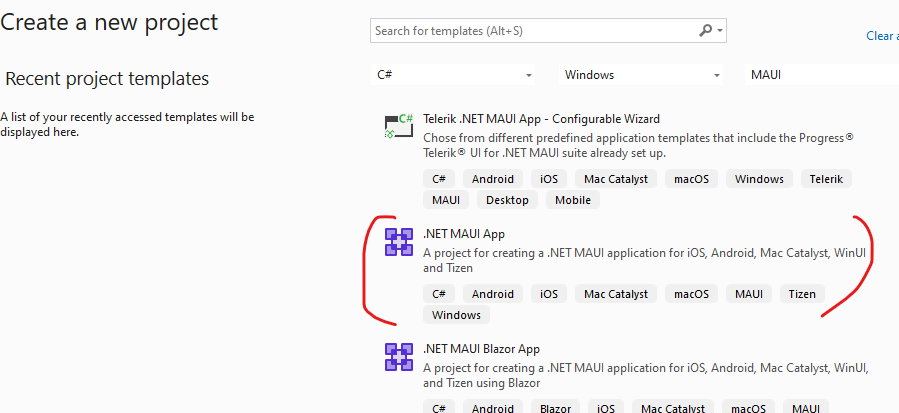 Create a new project
Search for templates (Alt+S)
Clear a
Recent project templates
C#
Windows
MAUI
A list of your recently accessed templates will be
displayed here.
C#
Telerik .NET MAUI App - Configurable Wizard
Chose from different predefined application templates that include the Progress®
Telerik® UI for .NET MAUI suite already set up.
C# Android iOS Mac Catalyst macOS Windows Telerik
MAUI Desktop Mobile
.NET MAUI App
A project for creating a .NET MAUI application for iOS, Android, Mac Catalyst, WinUI
and Tizen
C# Android iOS Mac Catalyst macOS MAUI Tizen
Windows
.NET MAUI Blazor App
A project for creating a .NET MAUI application for iOS, Android, Mac Catalyst, WinUI,
and Tizen using Blazor
C# Android Blazor iOS Mac Catalyst macOS MAUI